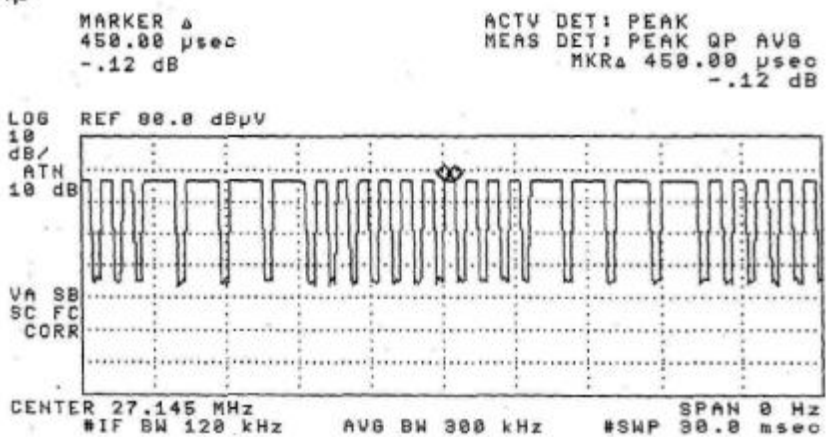 MARKER Δ
450.00 µsec
-.12 dB
ACTV DET: PEAK
MEAS DET: PEAK QP AVG
MKRΔ 450.00 µsec
-.12 dB
LOG REF 80.0 dBµV
10
dB/
ATN
10 dB
VA SB
SC FC
CORR
CENTER 27.145 MHz SPAN 0 Hz
#IF BW 120 kHz AVG BW 300 kHz #SWP 30.0 msec